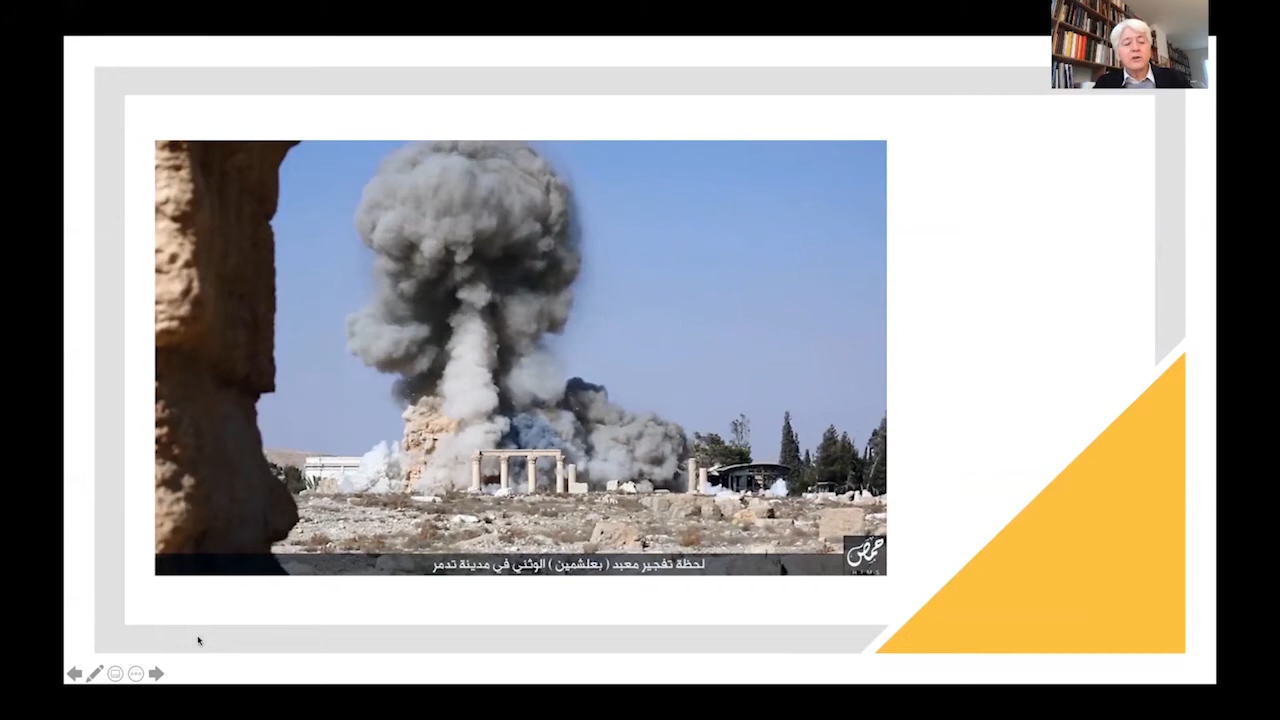 لحظة تفجير معبد ( بعلشمين ) الوثني في مدينة تدمر
حمص